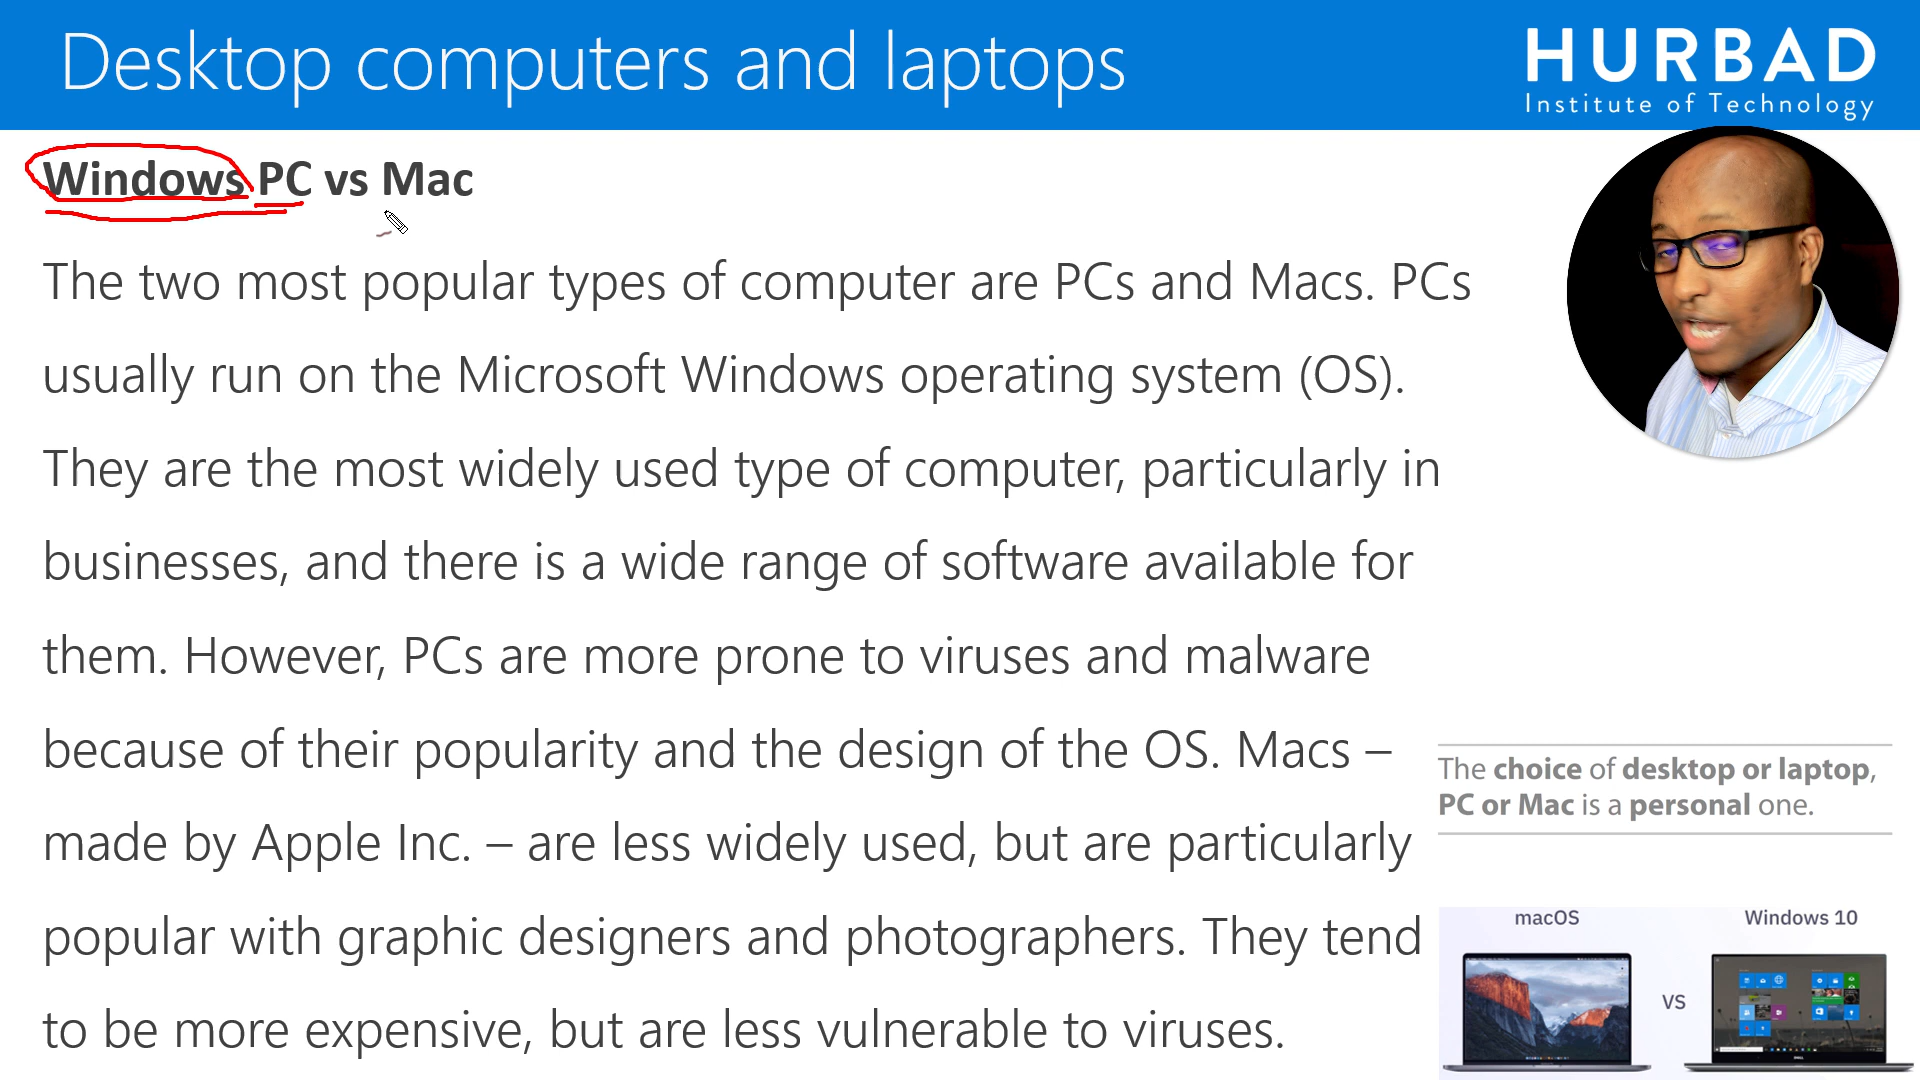 Desktop computers and laptops
HURBAD
Institute of Technology
Windows PC vs Mac
The two most popular types of computer are PCs and Macs. PCs
usually run on the Microsoft Windows operating system (OS).
They are the most widely used type of computer, particularly in
businesses, and there is a wide range of software available for
them. However, PCs are more prone to viruses and malware
because of their popularity and the design of the OS. Macs –
made by Apple Inc. – are less widely used, but are particularly
popular with graphic designers and photographers. They tend
to be more expensive, but are less vulnerable to viruses.
The choice of desktop or laptop,
PC or Mac is a personal one.
macOS
VS
Windows 10